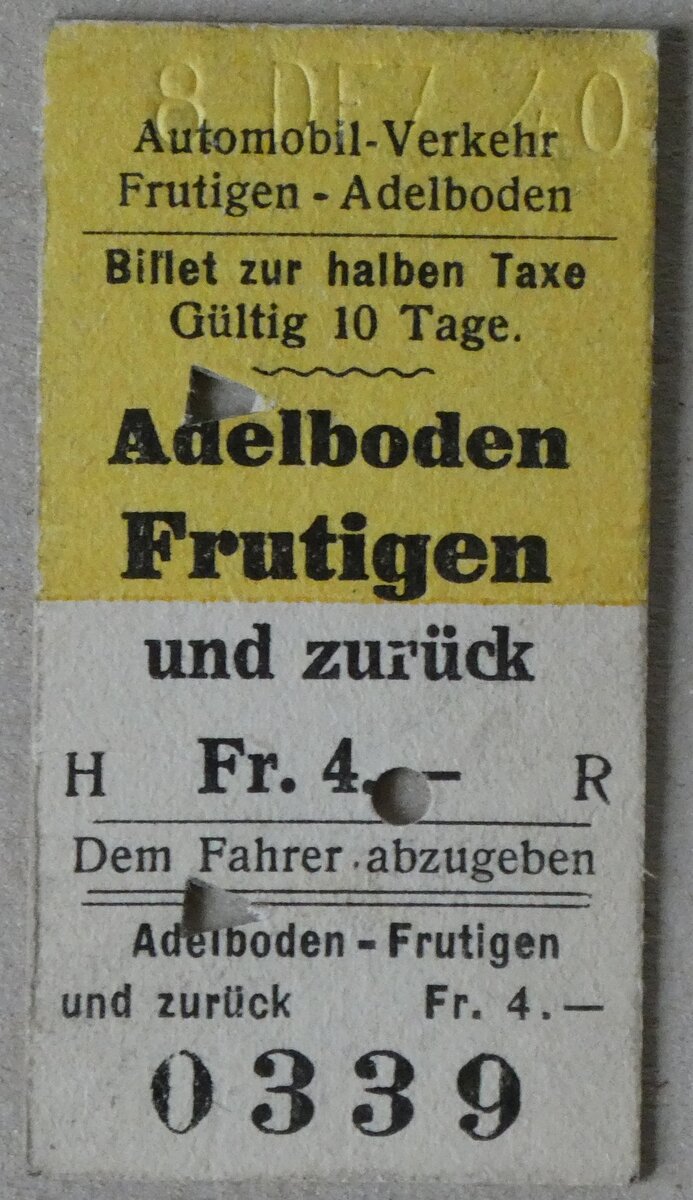 8 DEZ 40
Automobil-Verkehr
Frutigen - Adelboden
Billet zur halben Taxe
Gültig 10 Tage.
Adelboden
Frutigen
und zurück
H Fr. 4.— R
Dem Fahrer abzugeben
Adelboden - Frutigen
und zurück Fr. 4.—
0339